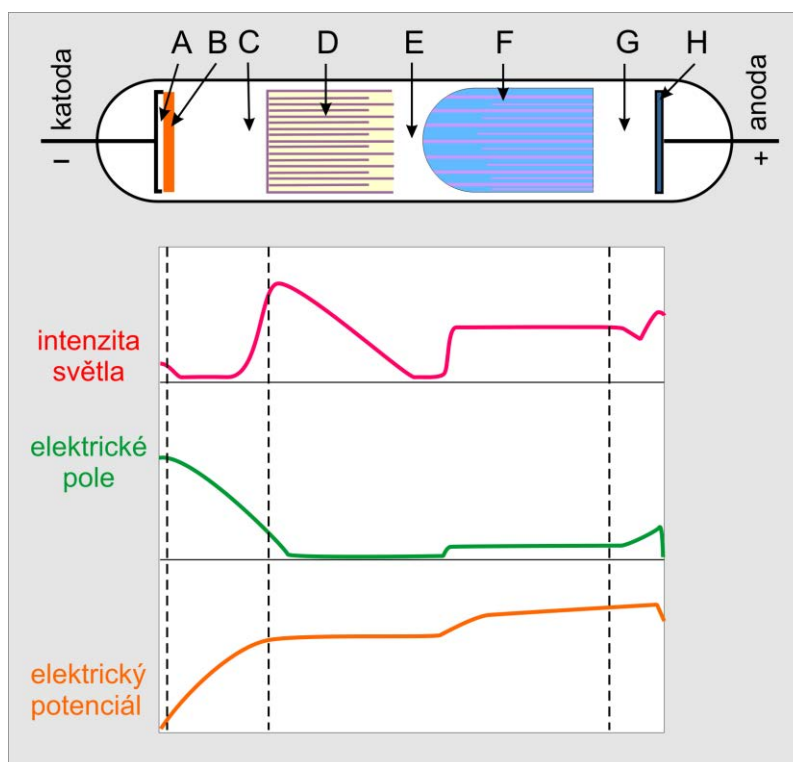 A B C D E F G H
katoda
–
anoda
+
intenzita
světla
elektrické
pole
elektrický
potenciál